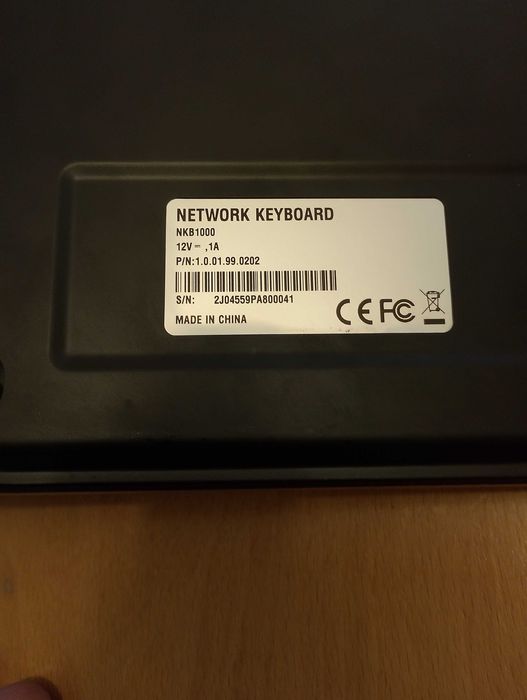 NETWORK KEYBOARD
NKB1000
12V⎓ ,1A
P/N:1.0.01.99.0202
S/N: 2J04559PA800041
MADE IN CHINA
CE FC